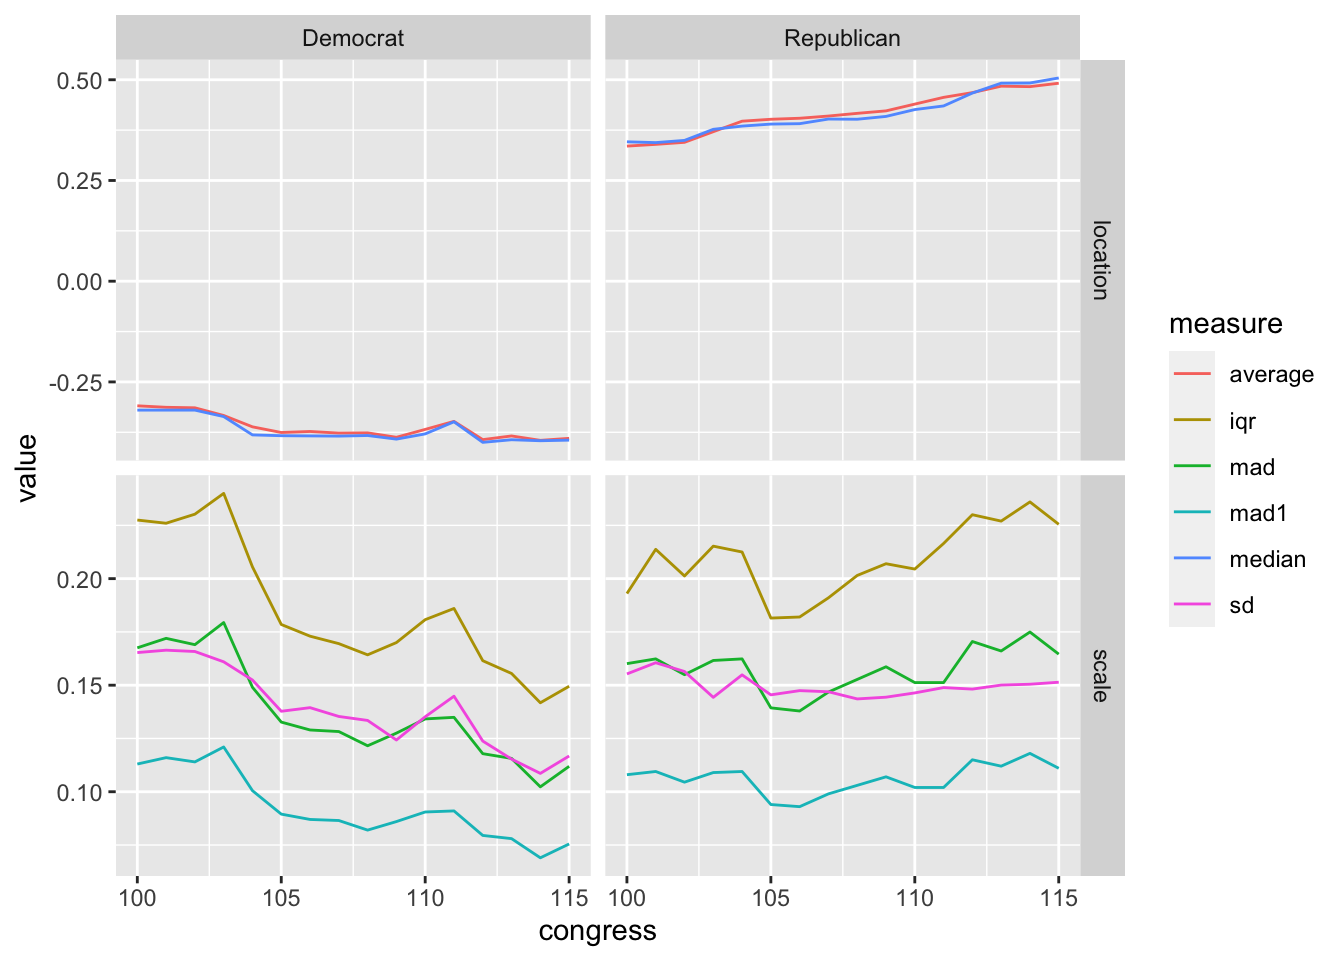 Democrat
Republican
0.50
0.25
0.00
-0.25
location
value
0.20
0.15
0.10
scale
100
105
110
115
100
105
110
115
congress
measure
average
iqr
mad
mad1
median
sd